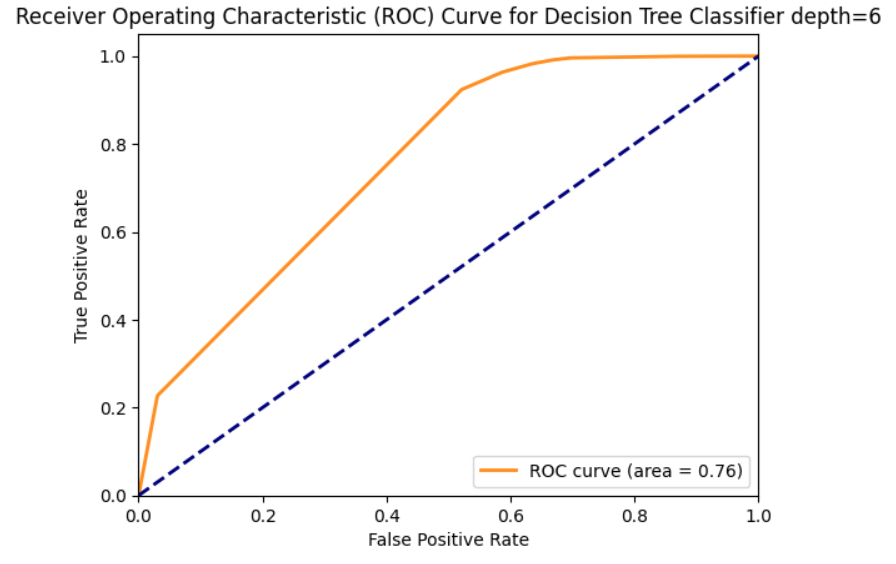 Receiver Operating Characteristic (ROC) Curve for Decision Tree Classifier depth=6
1.0
0.8
0.6
0.4
0.2
0.0
True Positive Rate
ROC curve (area = 0.76)
0.0 0.2 0.4 0.6 0.8 1.0
False Positive Rate